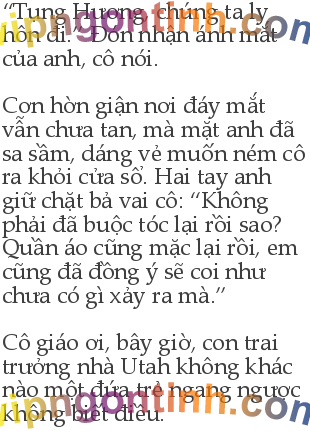 “Tung Hương, chúng ta ly
hôn đi.” Đón nhận ánh mắt
của anh, cô nói.
Cơn hờn giận nơi đáy mắt
vẫn chưa tan, mà mặt anh đã
sa sầm, dáng vẻ muốn ném cô
ra khỏi cửa sổ. Hai tay anh
giữ chặt bả vai cô: “Không
phải đã buộc tóc lại rồi sao?
Quần áo cũng mặc lại rồi, em
cũng đã đồng ý sẽ coi như
chưa có gì xảy ra mà.”
Cô giáo ơi, bây giờ, con trai
trưởng nhà Utah không khác
nào một đứa trẻ ngang ngược
không biết điều.
vipngontinh.com
vipngontinh.com